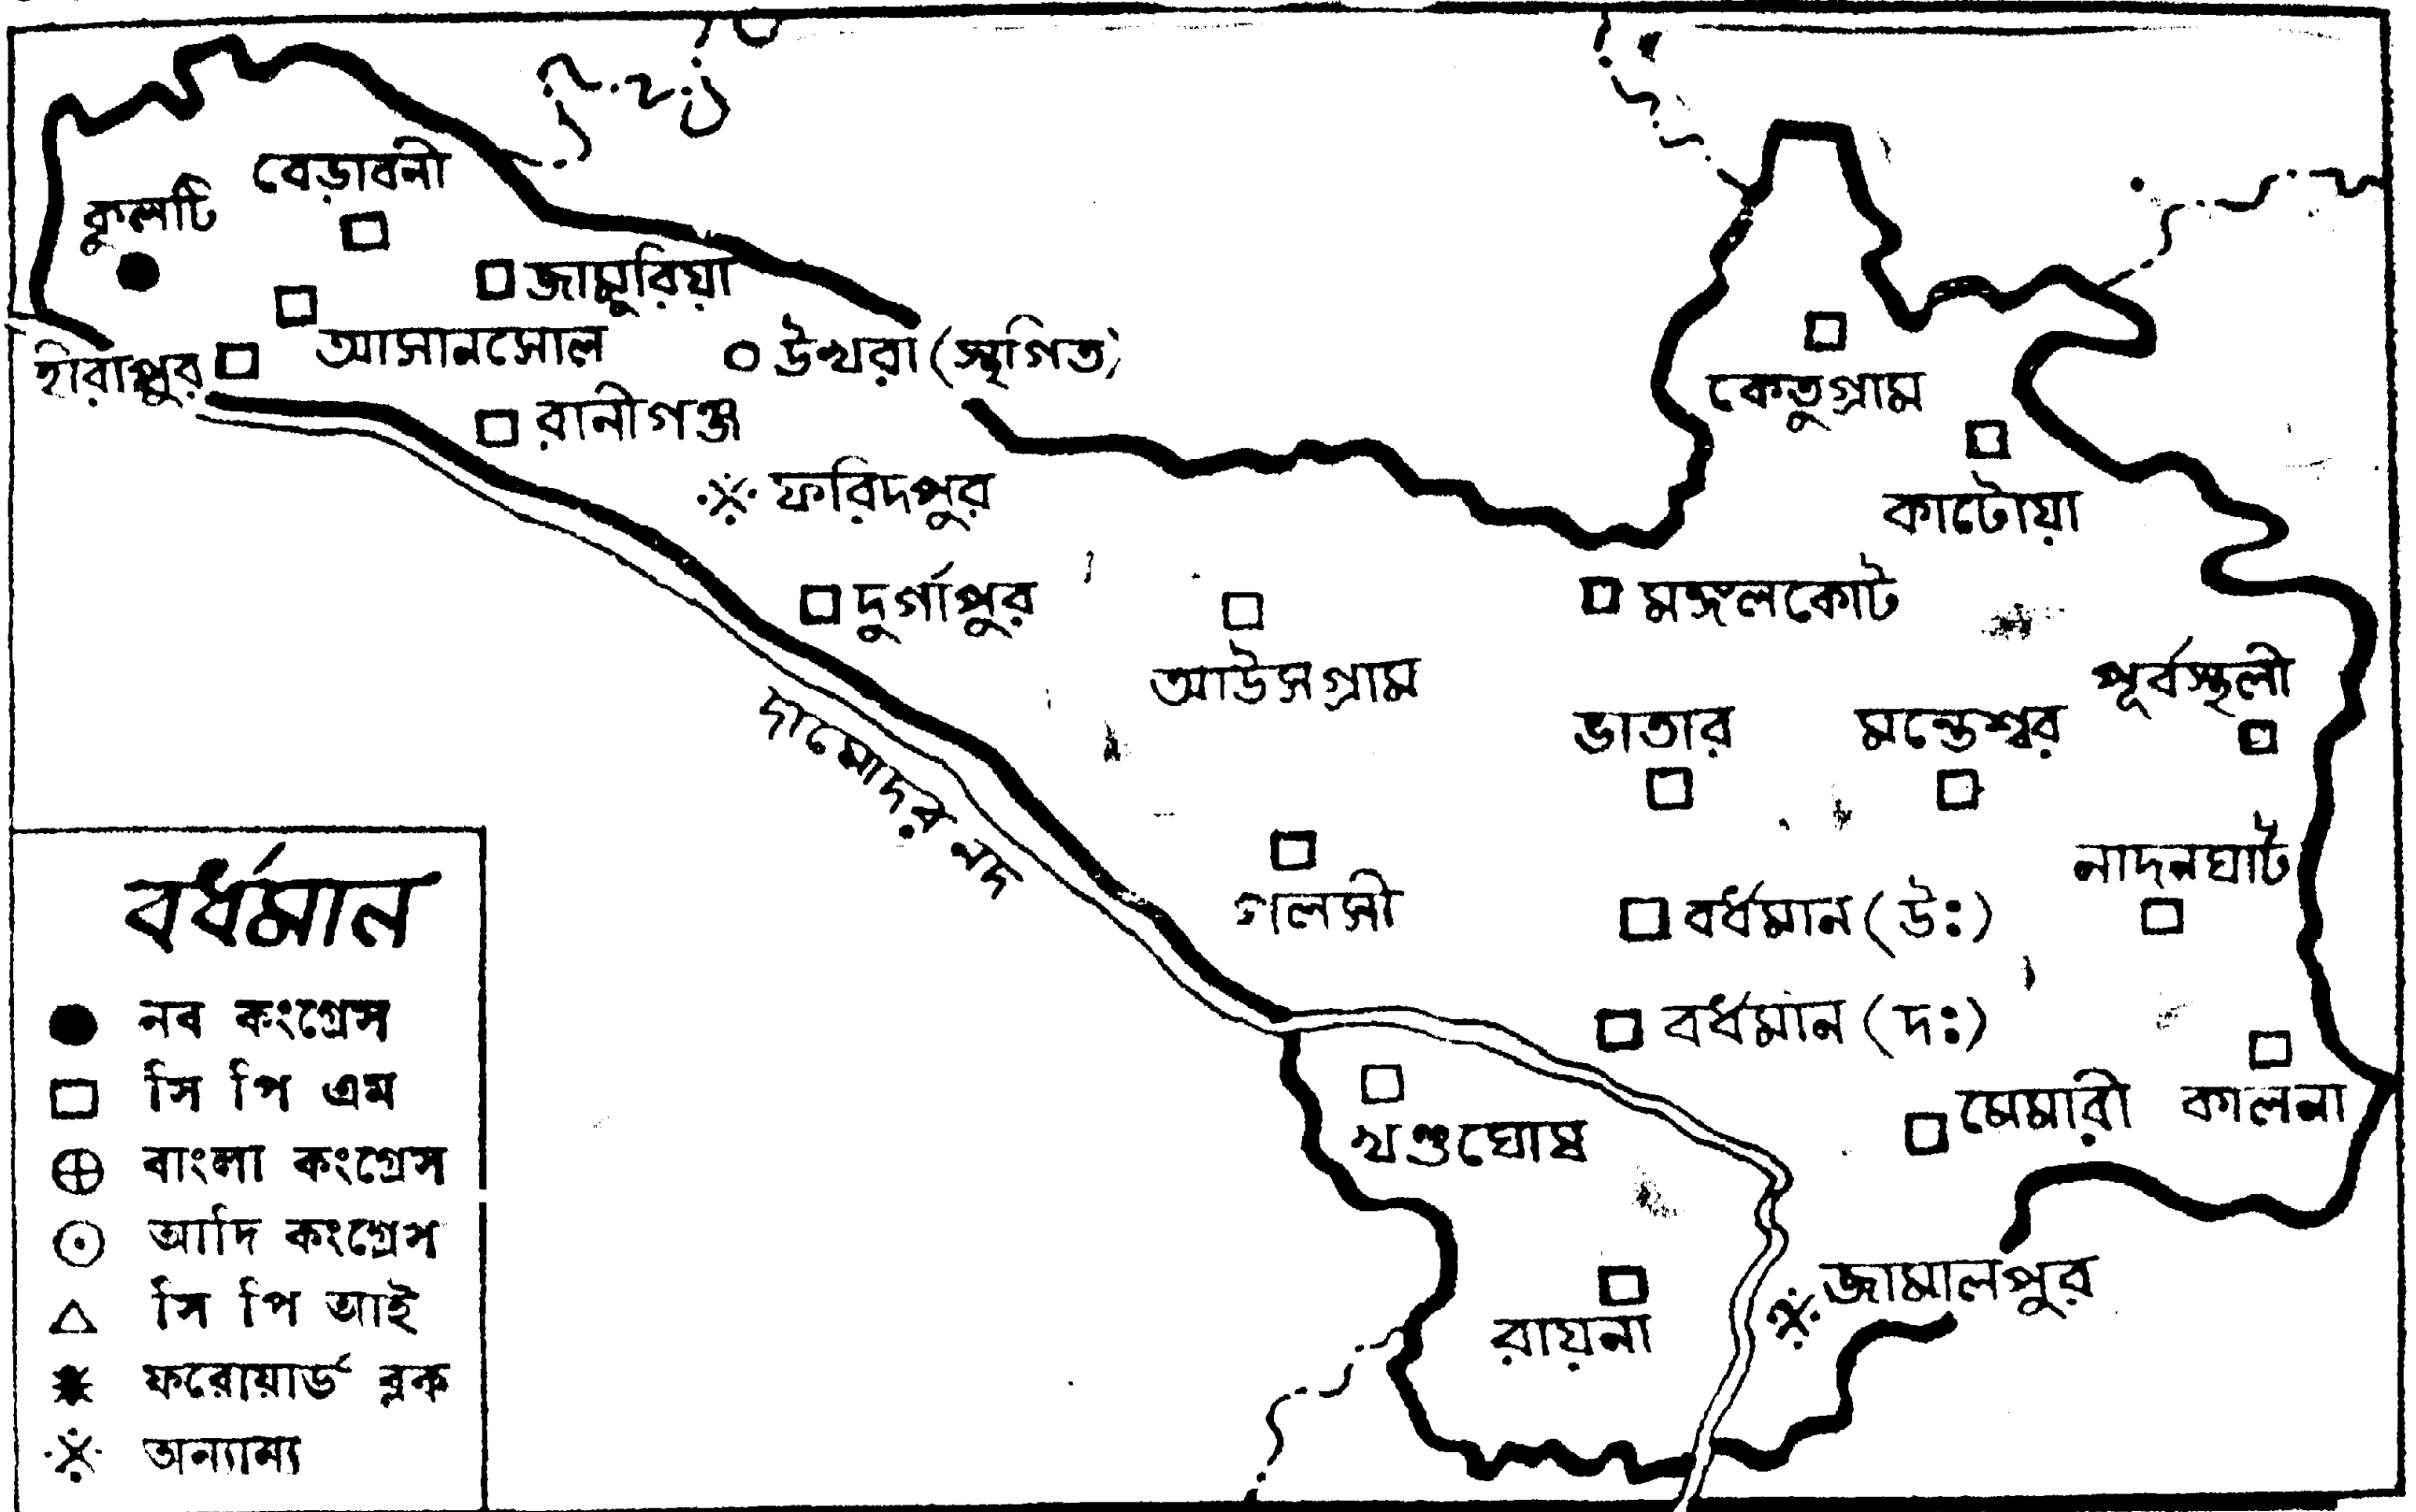 বেড়াবনী
কুলটি
জামুরিয়া
আসানসোল
উখরা (স্থগিত)
হীরাপুর
রানীগঞ্জ
কেতুগ্রাম
ফরিদপুর
কাটোয়া
দুর্গাপুর
মঙ্গলকোট
আউসগ্রাম
পূর্বস্থলী
ভাতার
মন্তেশ্বর
দামোদর নদ
নাদনঘাট
গলসী
বর্ধমান (উঃ)
বর্ধমান (দঃ)
মেমারী
কালনা
খণ্ডঘোষ
জামালপুর
রায়না
বর্ধমান
নব কংগ্রেস
সি পি এম
বাংলা কংগ্রেস
আদি কংগ্রেস
সি পি আই
ফরোয়ার্ড ব্লক
অন্যান্য